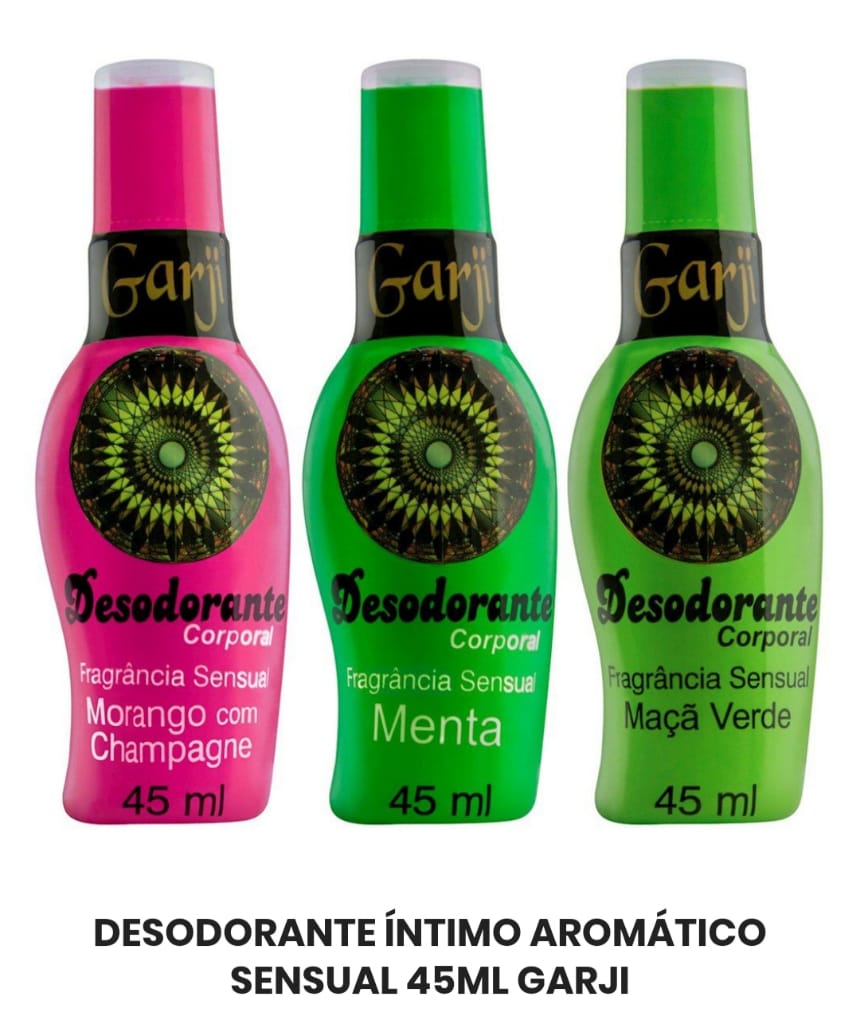 Garji
Desodorante
Corporal
Fragrância Sensual
Morango com
Champagne
45 ml
Garji
Desodorante
Corporal
Fragrância Sensual
Menta
45 ml
Garji
Desodorante
Corporal
Fragrância Sensual
Maçã Verde
45 ml
DESODORANTE ÍNTIMO AROMÁTICO
SENSUAL 45ML GARJI